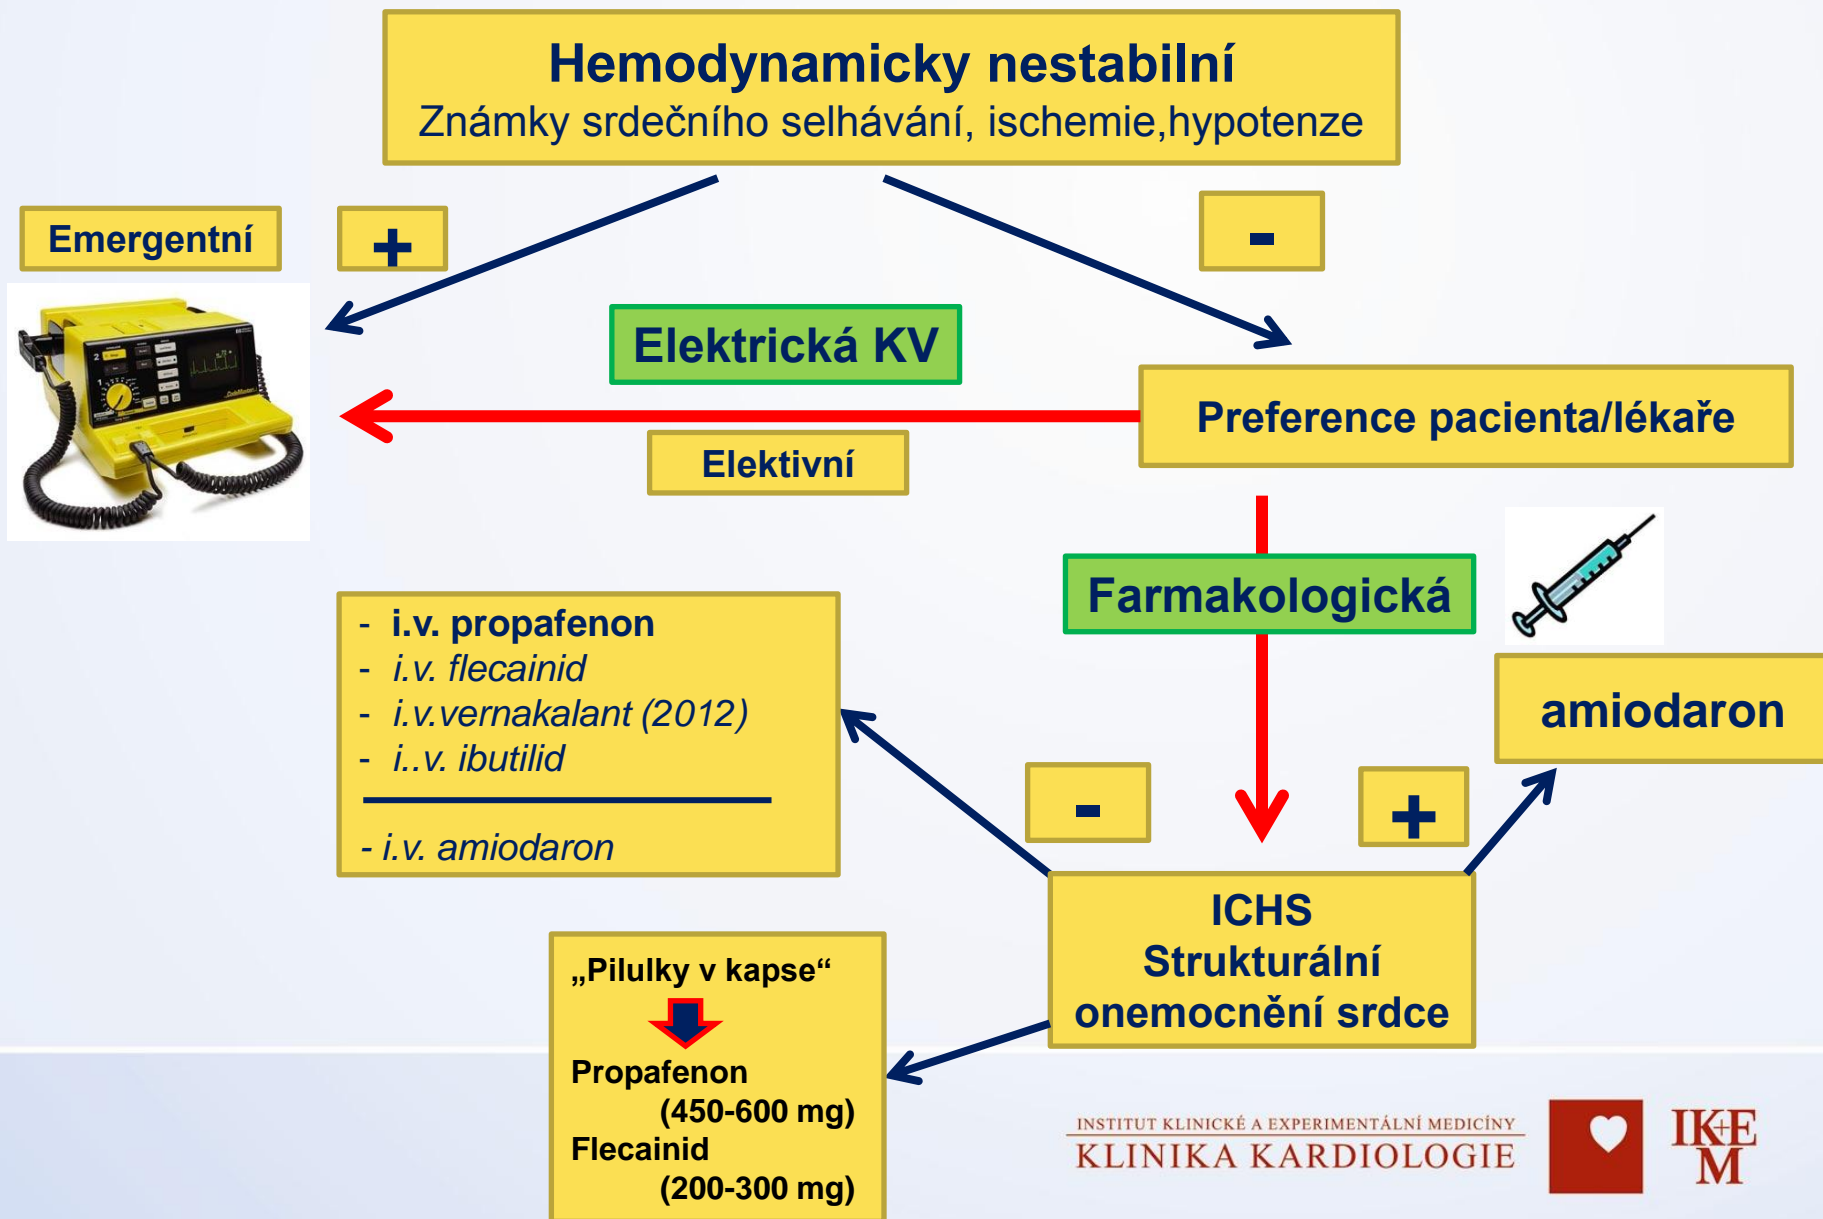 Hemodynamicky nestabilní
Známky srdečního selhávání, ischemie,hypotenze
Emergentní
+
-
Elektrická KV
Preference pacienta/lékaře
Elektivní
Farmakologická
- i.v. propafenon
- i.v. flecainid
- i.v.vernakalant (2012)
- i..v. ibutilid
- i.v. amiodaron
amiodaron
-
+
ICHS
Strukturální
onemocnění srdce
„Pilulky v kapse“
Propafenon
(450-600 mg)
Flecainid
(200-300 mg)
INSTITUT KLINICKÉ A EXPERIMENTÁLNÍ MEDICÍNY
KLINIKA KARDIOLOGIE
IK+E
M